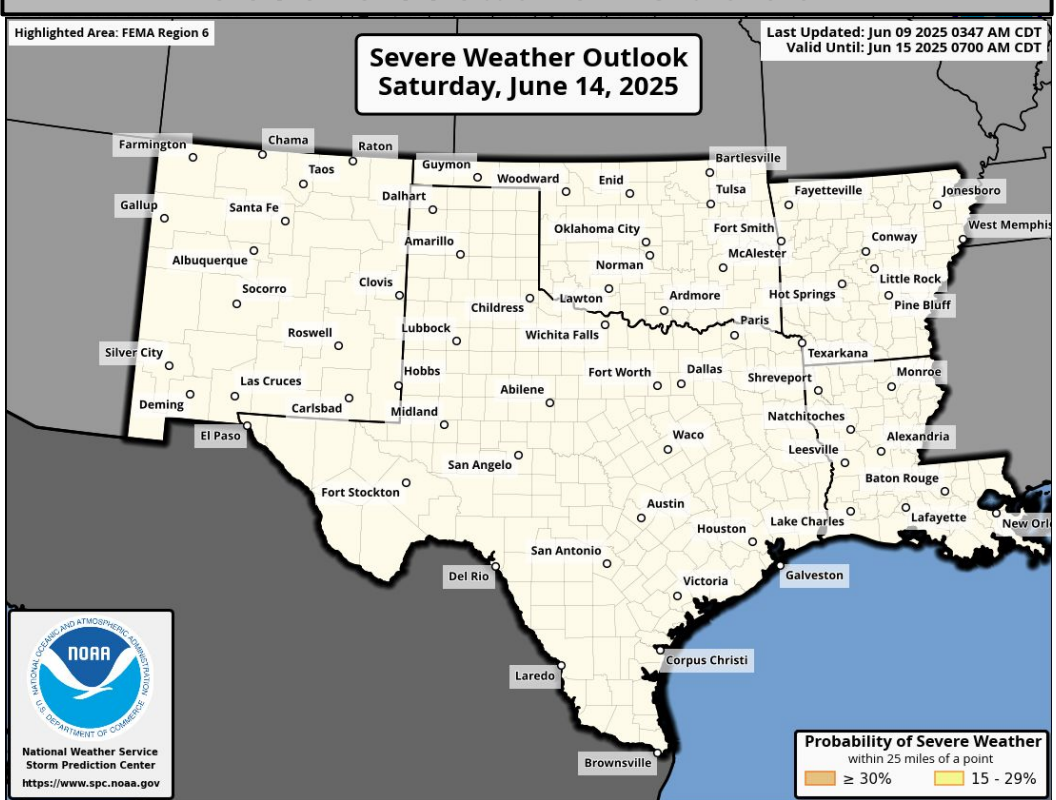 Highlighted Area: FEMA Region 6
Severe Weather Outlook
Saturday, June 14, 2025
Last Updated: Jun 09 2025 0347 AM CDT
Valid Until: Jun 15 2025 0700 AM CDT
Farmington
Chama
Raton
Taos
Guymon
Woodward
Enid
Bartlesville
Tulsa
Fayetteville
Jonesboro
Gallup
Santa Fe
Dalhart
Oklahoma City
Fort Smith
West Memphis
Albuquerque
Amarillo
Norman
McAlester
Conway
Socorro
Clovis
Childress
Lawton
Ardmore
Hot Springs
Little Rock
Pine Bluff
Roswell
Lubbock
Wichita Falls
Paris
Texarkana
Silver City
Las Cruces
Hobbs
Abilene
Fort Worth
Dallas
Shreveport
Monroe
Deming
Carlsbad
Midland
Natchitoches
El Paso
San Angelo
Waco
Leesville
Alexandria
Fort Stockton
Baton Rouge
Austin
Houston
Lake Charles
Lafayette
New Orl
San Antonio
Del Rio
Victoria
Galveston
Laredo
Corpus Christi
Brownsville
NATIONAL OCEANIC AND ATMOSPHERIC ADMINISTRATION
NOAA
U.S. DEPARTMENT OF COMMERCE
National Weather Service
Storm Prediction Center
https://www.spc.noaa.gov
Probability of Severe Weather
within 25 miles of a point
≥ 30%
15 - 29%